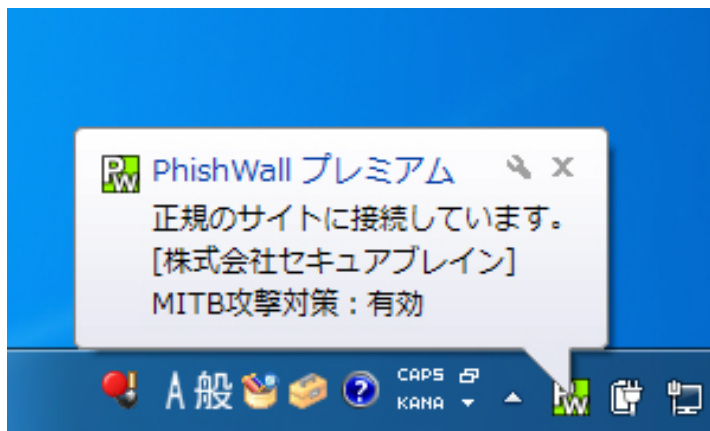 PW PhishWall プレミアム
正規のサイトに接続しています。
[株式会社セキュアブレイン]
MITB攻撃対策：有効
A 般 ? CAPS
KANA
PW